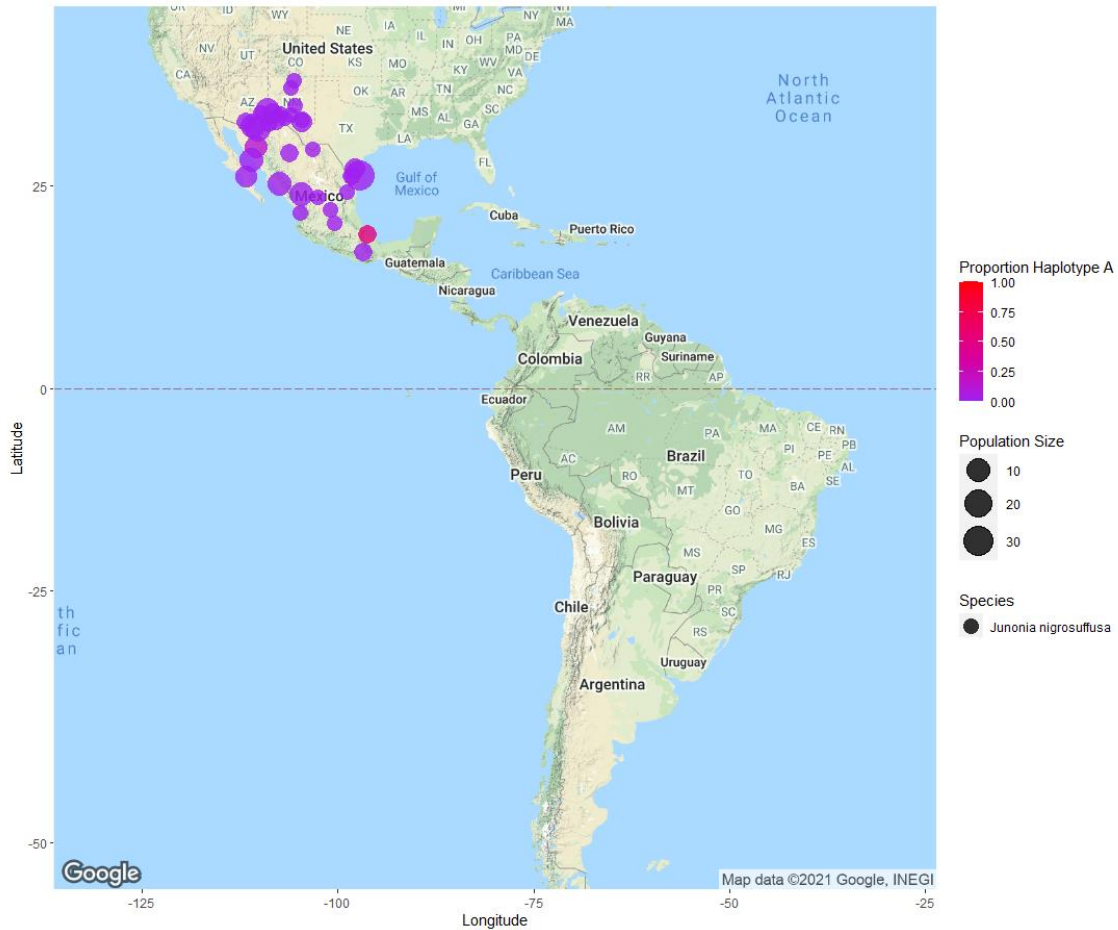 OR
ID
WY
MI
NY
NH
MA
NE
IA
IL
IN
OH
PA
MD
DE
NV
UT
CO
United States
KS
MO
KY
WV
VA
CA
AZ
OK
AR
TN
NC
MS
AL
SC
GA
TX
LA
FL
North
Atlantic
Ocean
Gulf of
Mexico
Mexico
Cuba
Puerto Rico
Guatemala
Caribbean Sea
Nicaragua
Venezuela
Guyana
Colombia
Suriname
RR
AP
Ecuador
AM
PA
MA
CE
RN
PB
PI
PE
AL
SE
Peru
AC
Brazil
RO
TO
BA
MT
GO
Bolivia
MG
ES
MS
SP
RJ
Paraguay
PR
SC
Chile
RS
Uruguay
Argentina
th
fic
an
Google
Map data ©2021 Google, INEGI
25
0
-25
-50
Latitude
-125
-100
-75
-50
-25
Longitude
Proportion Haplotype A
1.00
0.75
0.50
0.25
0.00
Population Size
10
20
30
Species
Junonia nigrosuffusa